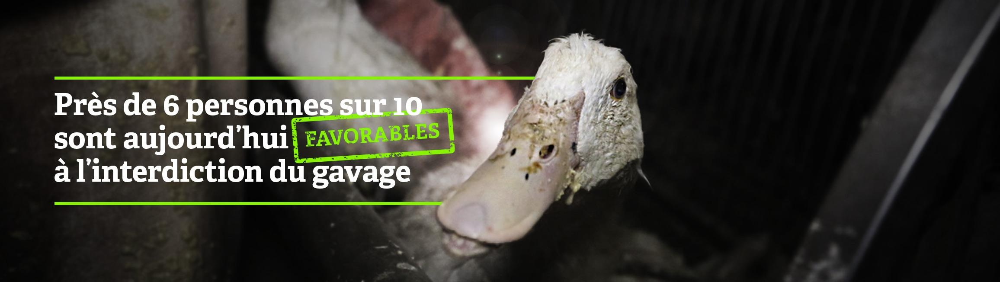 Près de 6 personnes sur 10
sont aujourd’hui FAVORABLES
à l’interdiction du gavage